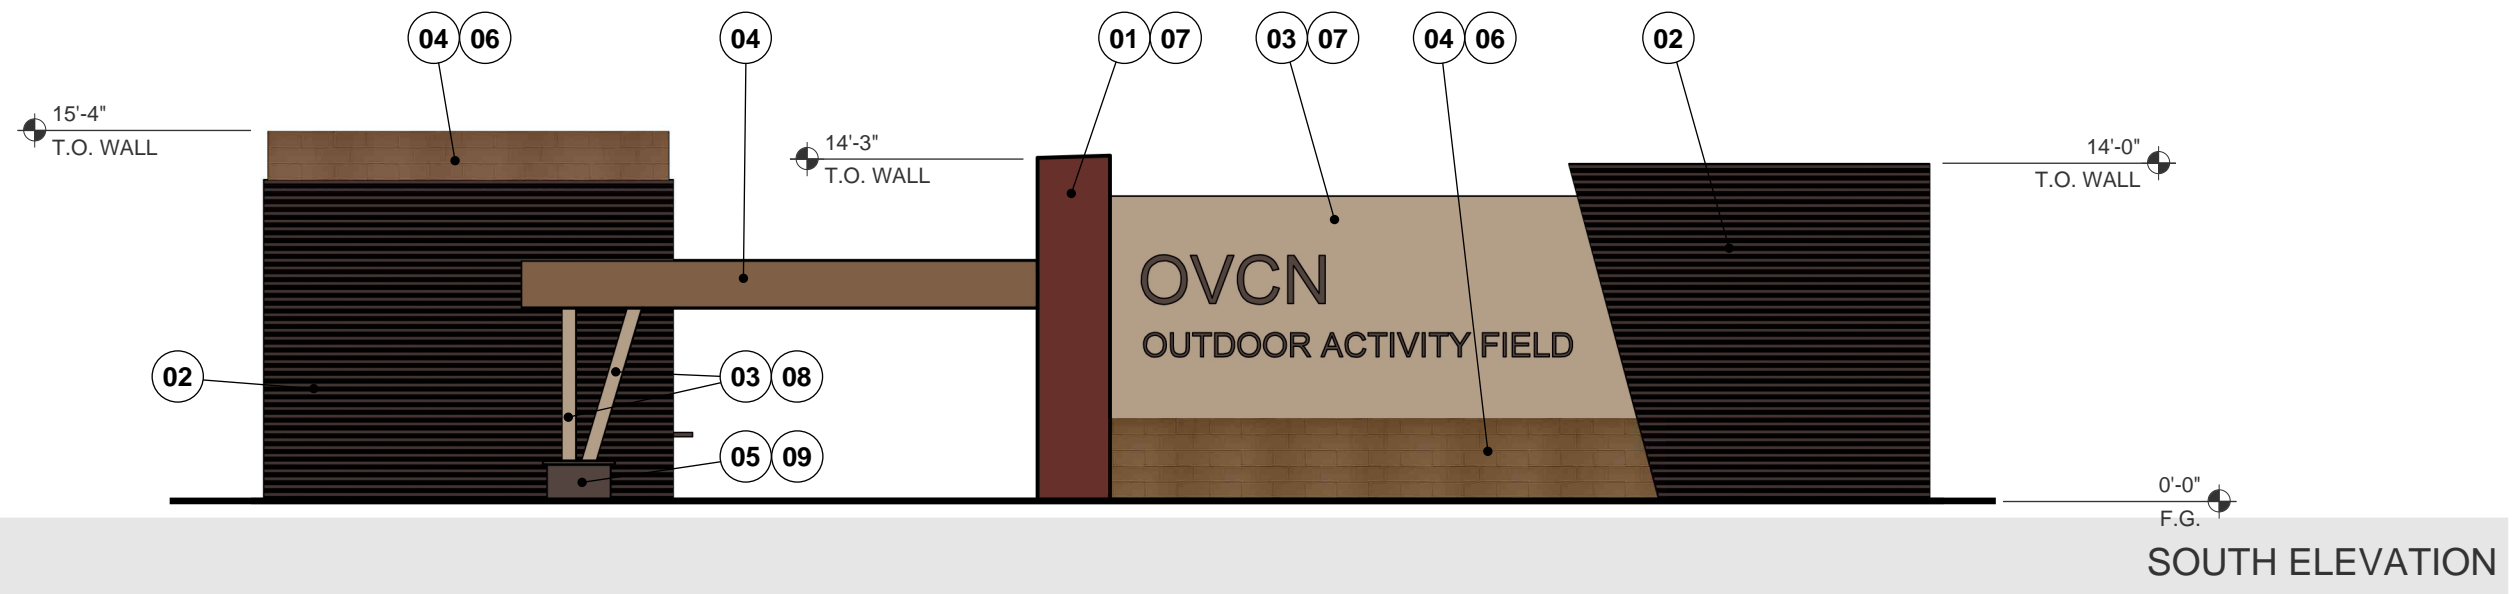 04 06 04 01 07 03 07 04 06 02
15'-4"
T.O. WALL
14'-3"
T.O. WALL
14'-0"
T.O. WALL
OVCN
OUTDOOR ACTIVITY FIELD
02 03 08
05 09
0'-0"
F.G.
SOUTH ELEVATION